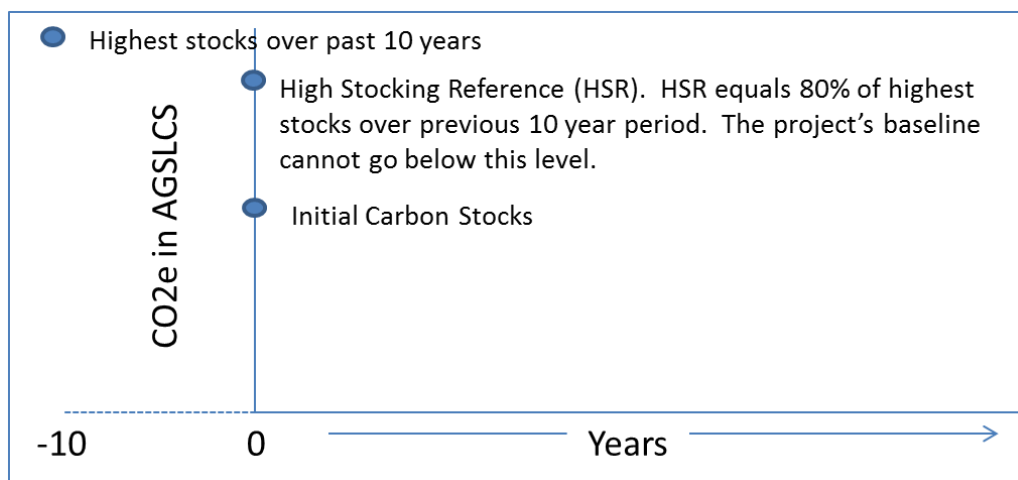 Highest stocks over past 10 years
High Stocking Reference (HSR).  HSR equals 80% of highest
stocks over previous 10 year period.  The project's baseline
cannot go below this level.
CO2e in AGSLCS
Initial Carbon Stocks
-10
0
Years